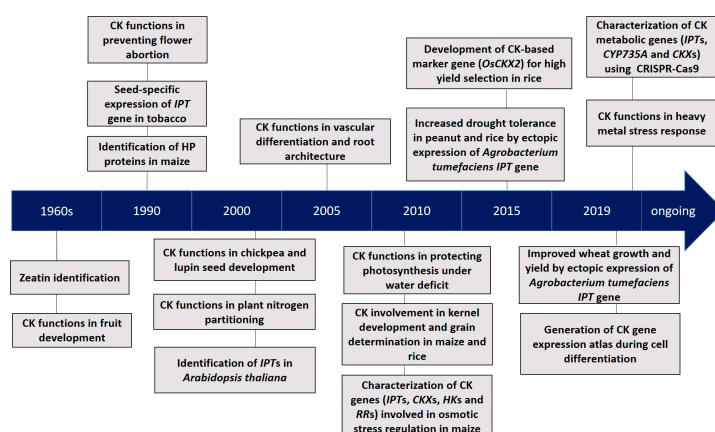 CK functions in
preventing flower
abortion
Seed-specific
expression of IPT
gene in tobacco
Identification of HP
proteins in maize
CK functions in vascular
differentiation and root
architecture
Development of CK-based
marker gene (OsCKX2) for high
yield selection in rice
Increased drought tolerance
in peanut and rice by ectopic
expression of Agrobacterium
tumefaciens IPT gene
Characterization of CK
metabolic genes (IPTs,
CYP735A and CKXs)
using CRISPR-Cas9
CK functions in heavy
metal stress response
1960s
1990
2000
2005
2010
2015
2019
ongoing
Zeatin identification
CK functions in fruit
development
CK functions in chickpea and
lupin seed development
CK functions in plant nitrogen
partitioning
Identification of IPTs in
Arabidopsis thaliana
CK functions in protecting
photosynthesis under
water deficit
CK involvement in kernel
development and grain
determination in maize and
rice
Characterization of CK
genes (IPTs, CKXs, HKs and
RRs) involved in osmotic
stress regulation in maize
Improved wheat growth and
yield by ectopic expression of
Agrobacterium tumefaciens
IPT gene
Generation of CK gene
expression atlas during cell
differentiation